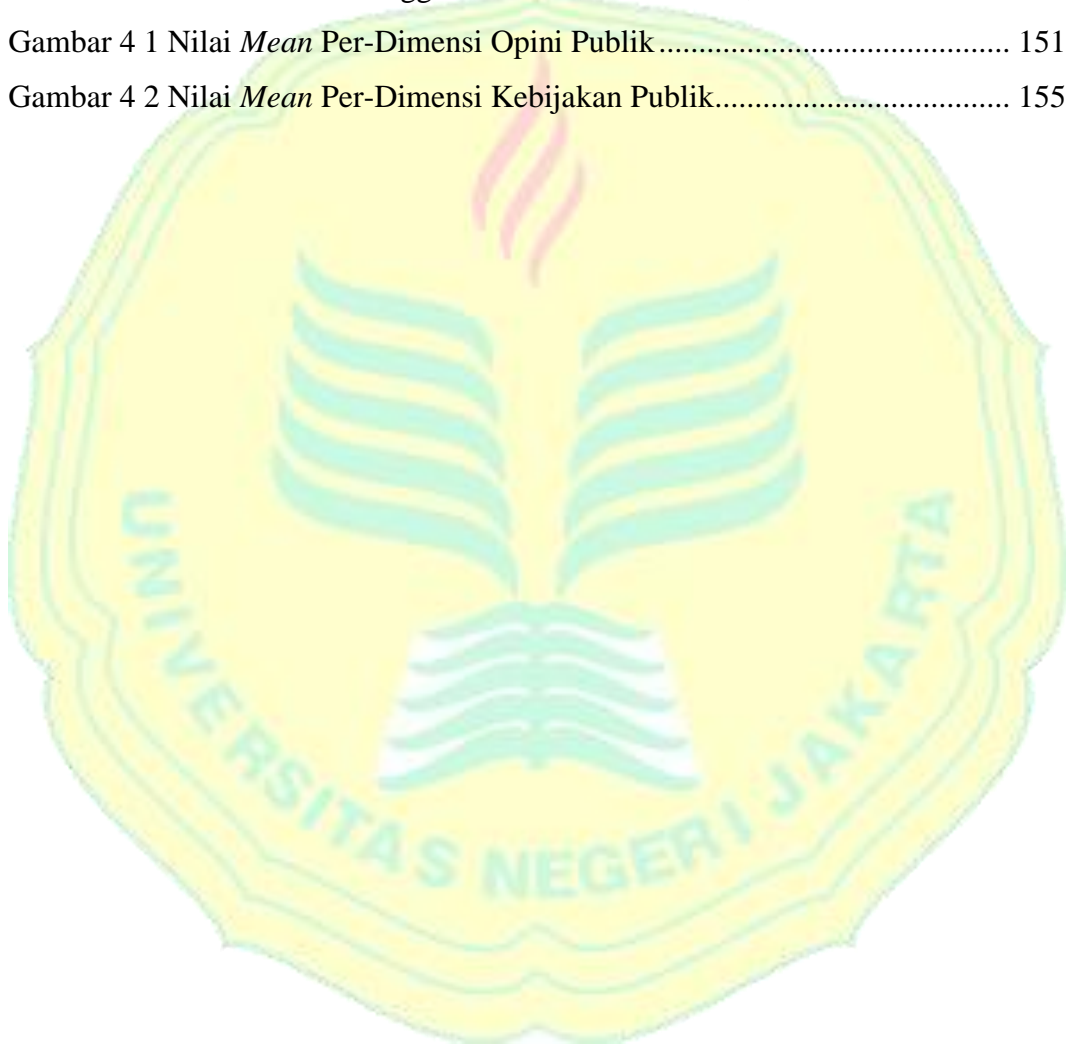 Gambar 4 1 Nilai Mean Per-Dimensi Opini Publik........................................... 151
Gambar 4 2 Nilai Mean Per-Dimensi Kebijakan Publik.................................... 155
UNIVERSITAS NEGERI JAKARTA